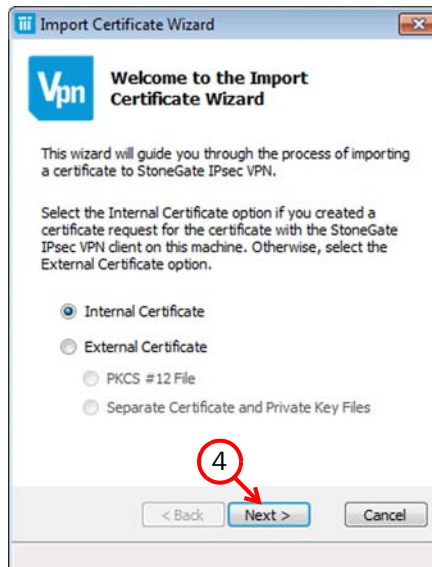 Import Certificate Wizard
Vpn
Welcome to the Import
Certificate Wizard
This wizard will guide you through the process of importing
a certificate to StoneGate IPsec VPN.
Select the Internal Certificate option if you created a
certificate request for the certificate with the StoneGate
IPsec VPN client on this machine. Otherwise, select the
External Certificate option.
Internal Certificate
External Certificate
PKCS #12 File
Separate Certificate and Private Key Files
4
< Back Next > Cancel